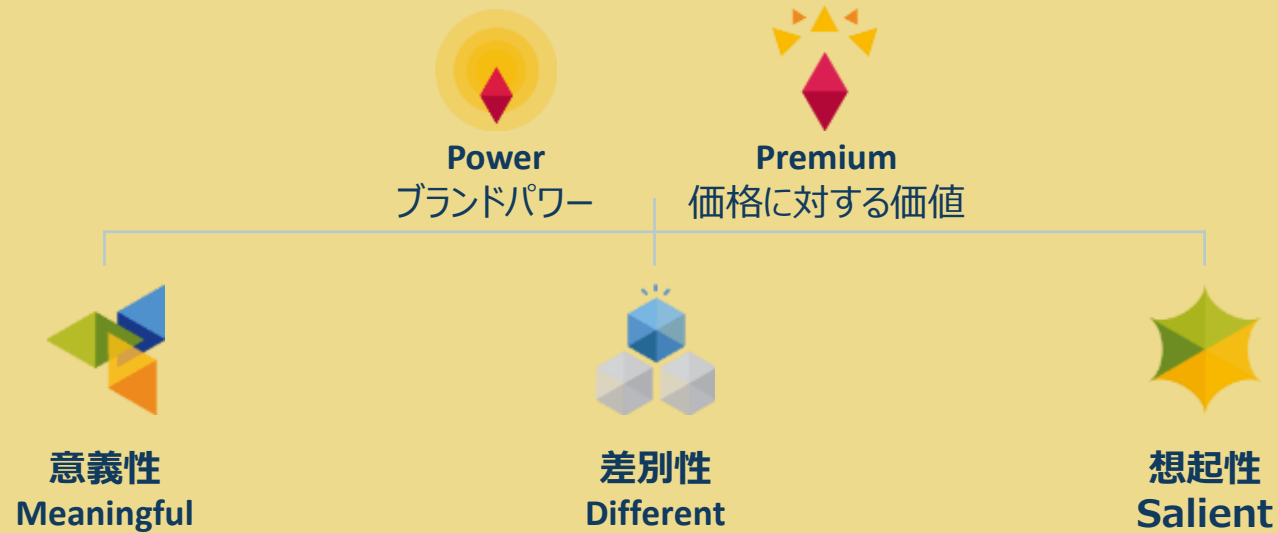 Power
ブランドパワー
Premium
価格に対する価値
意義性
Meaningful
差別性
Different
想起性
Salient